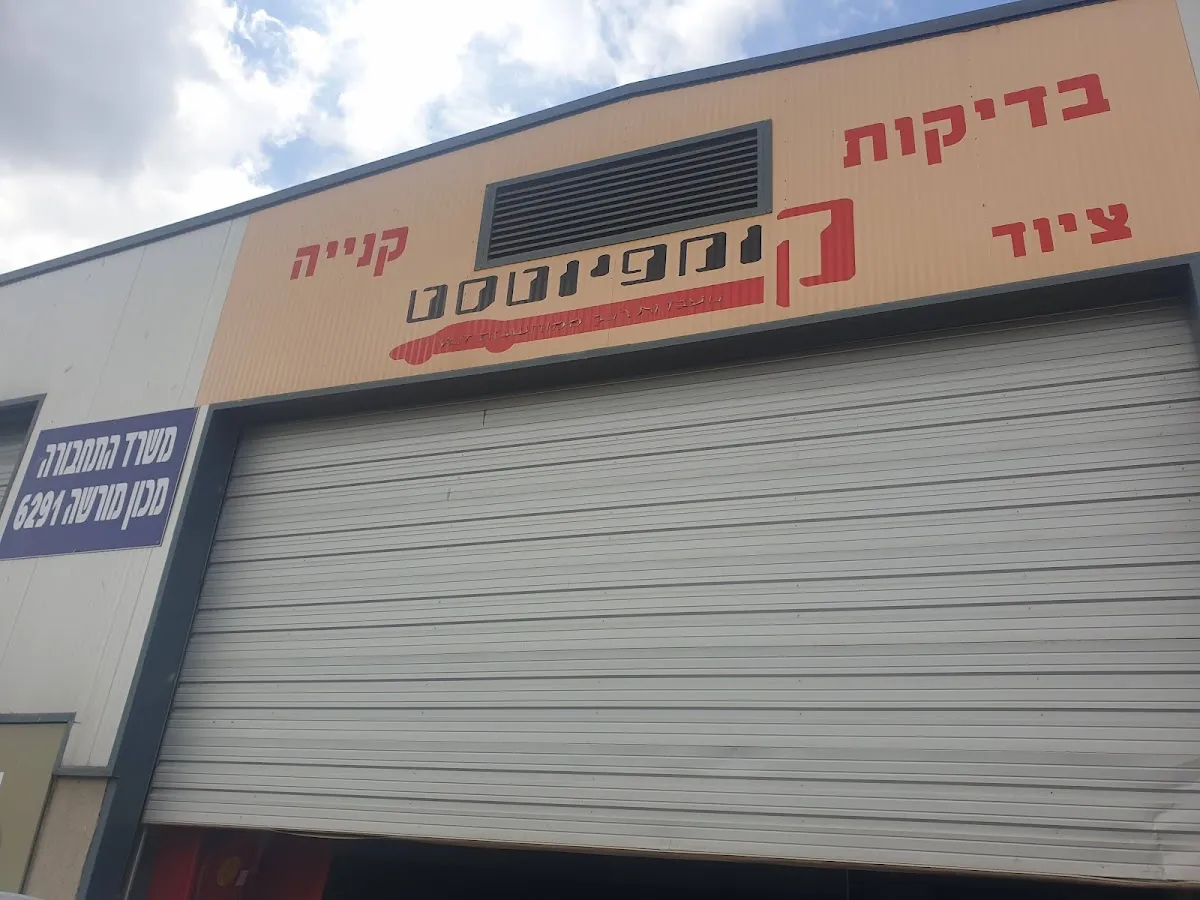 בדיקות
קנייה
ציוד
קומפיוטסט
משרד התחבורה
מכון מורשה 6291